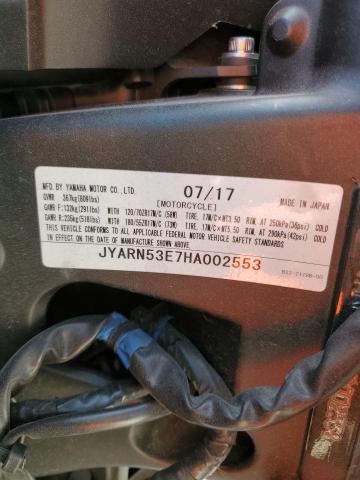 MFD. BY YAMAHA MOTOR CO., LTD. 07/17 MADE IN JAPAN
GVWR 367kg(809lbs) [MOTORCYCLE]
GAWR F:132kg(291lbs) WITH 120/70ZR17M/C (58W) TIRE, 17M/C×MT3.50 RIM, AT 250kPa(36psi) COLD
GAWR R:235kg(518lbs) WITH 180/55ZR17M/C (73W) TIRE, 17M/C×MT5.50 RIM, AT 290kPa(42psi) COLD
THIS VEHICLE CONFORMS TO ALL APPLICABLE FEDERAL MOTOR VEHICLE SAFETY STANDARDS
IN EFFECT ON THE DATE OF MANUFACTURE SHOWN ABOVE.
JYARN53E7HA002553